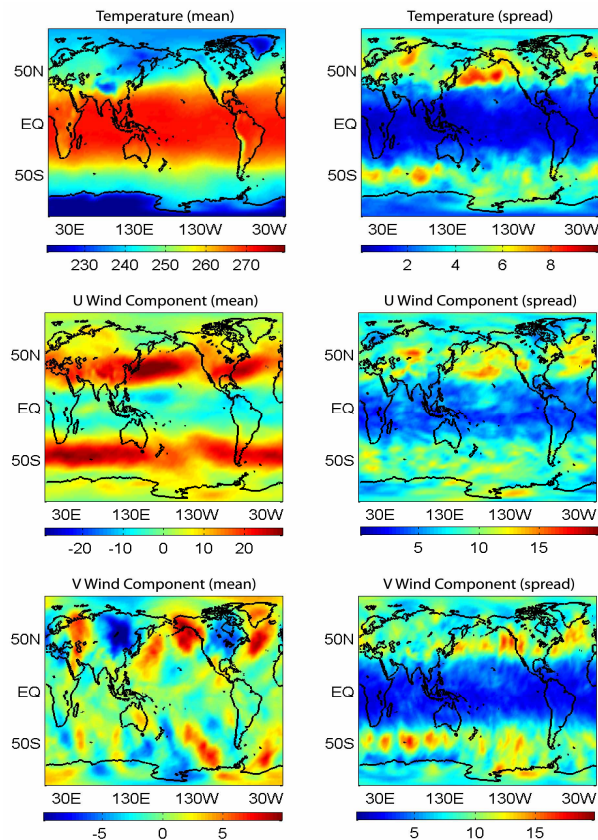 Temperature (mean)
50N
EQ
50S
30E 130E 130W 30W
230 240 250 260 270
Temperature (spread)
50N
EQ
50S
30E 130E 130W 30W
2 4 6 8
U Wind Component (mean)
50N
EQ
50S
30E 130E 130W 30W
-20 -10 0 10 20
U Wind Component (spread)
50N
EQ
50S
30E 130E 130W 30W
5 10 15
V Wind Component (mean)
50N
EQ
50S
30E 130E 130W 30W
-5 0 5
V Wind Component (spread)
50N
EQ
50S
30E 130E 130W 30W
5 10 15